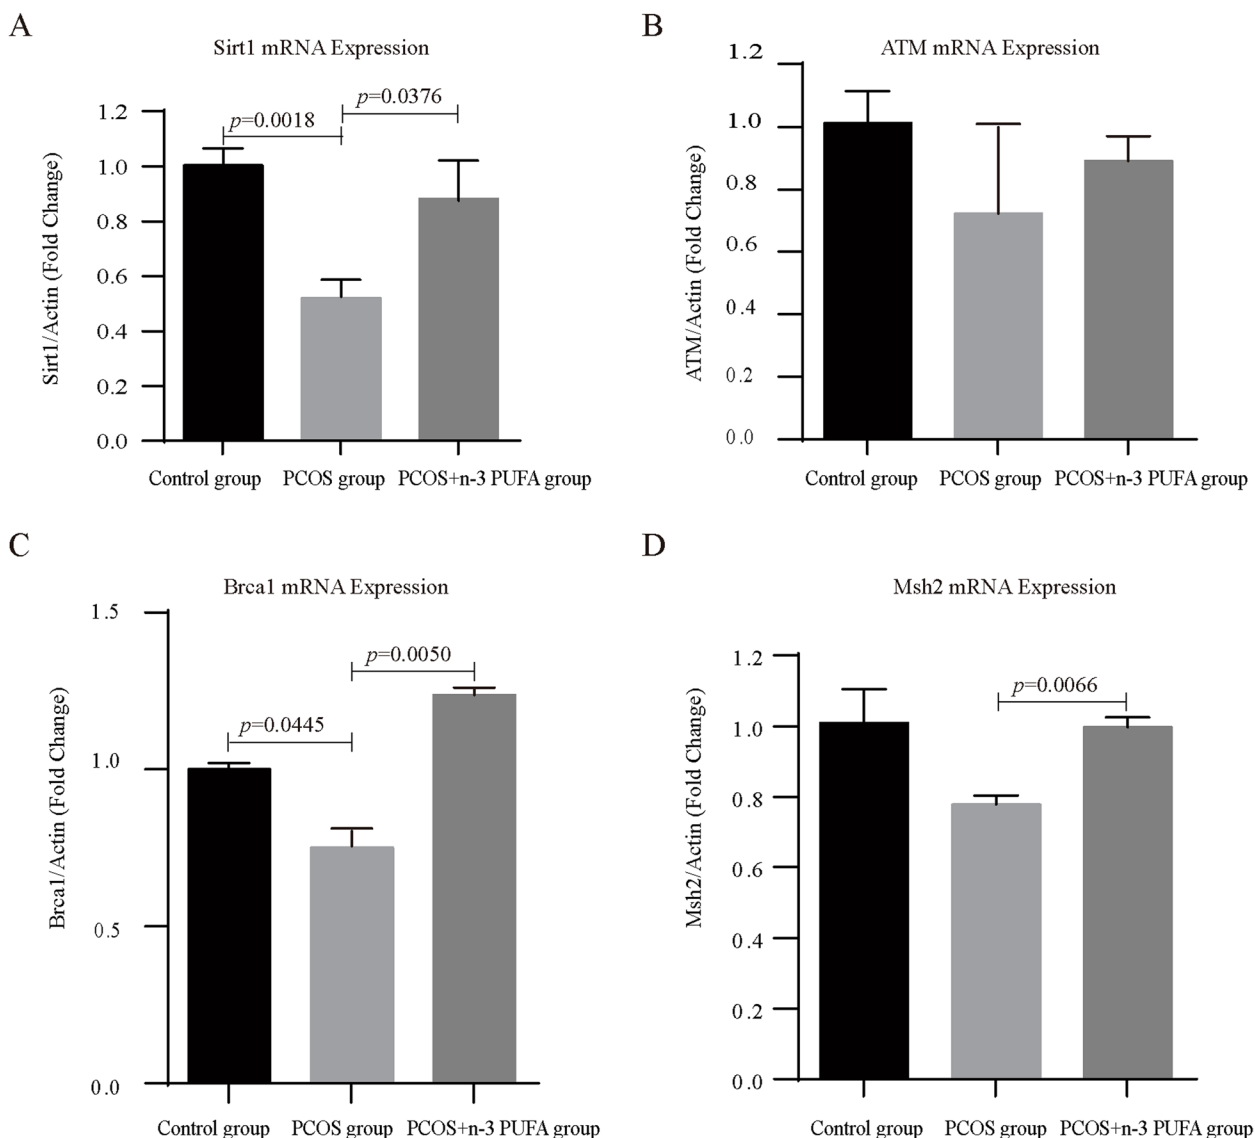 A
Sirt1 mRNA Expression
Sirt1/Actin (Fold Change)
1.2
1.0
0.8
0.6
0.4
0.2
0.0
p=0.0018
p=0.0376
Control group
PCOS group
PCOS+n-3 PUFA group
B
ATM mRNA Expression
ATM/Actin (Fold Change)
1.2
1.0
0.8
0.6
0.4
0.2
0.0
Control group
PCOS group
PCOS+n-3 PUFA group
C
Brca1 mRNA Expression
Brca1/Actin (Fold Change)
1.5
1.0
0.5
0.0
p=0.0445
p=0.0050
Control group
PCOS group
PCOS+n-3 PUFA group
D
Msh2 mRNA Expression
Msh2/Actin (Fold Change)
1.2
1.0
0.8
0.6
0.4
0.2
0.0
p=0.0066
Control group
PCOS group
PCOS+n-3 PUFA group